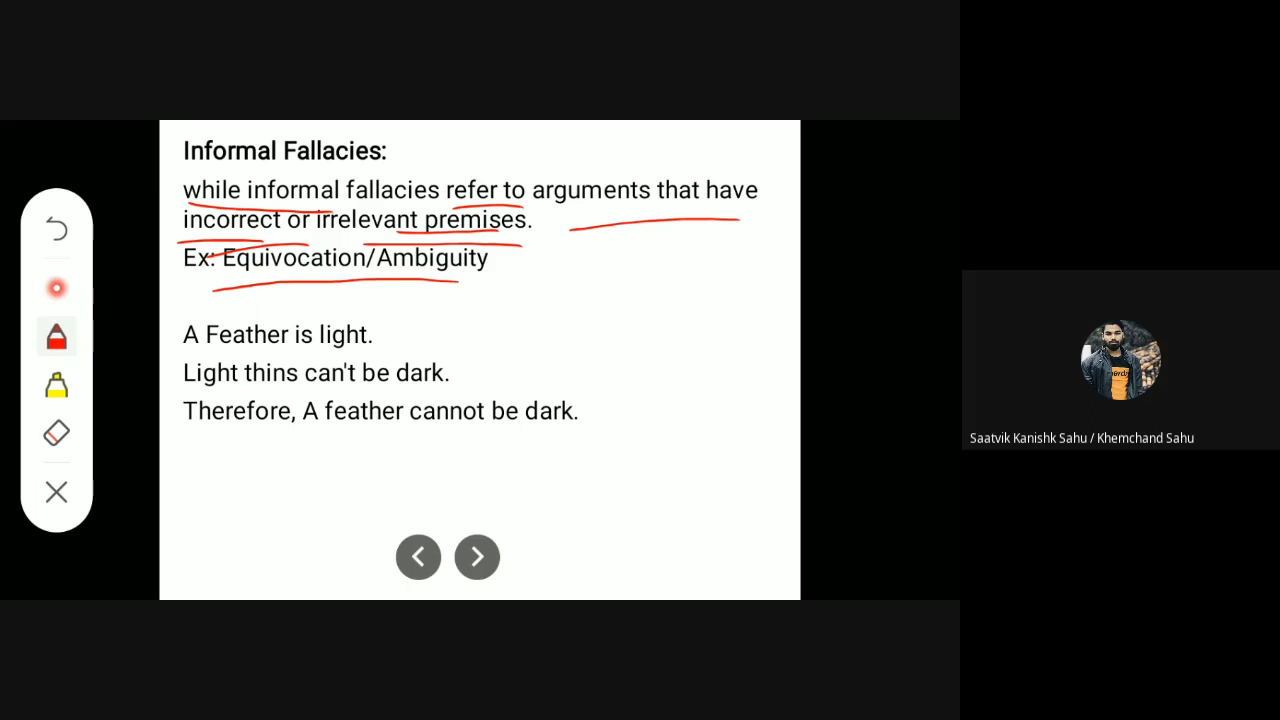 Informal Fallacies:
while informal fallacies refer to arguments that have
incorrect or irrelevant premises.
Ex: Equivocation/Ambiguity
A Feather is light.
Light thins can't be dark.
Therefore, A feather cannot be dark.
Saatvik Kanishk Sahu / Khemchand Sahu